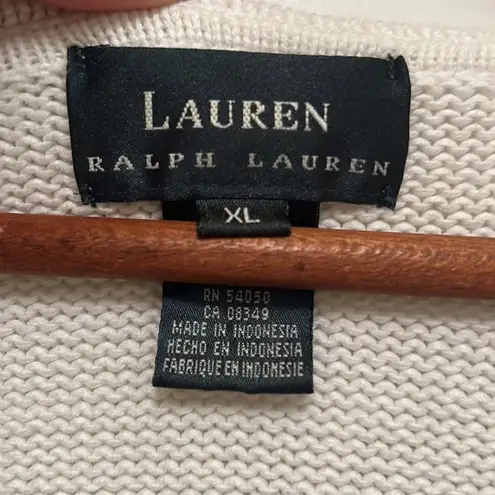 LAUREN
RALPH LAUREN
XL
RN 54050
CA 08349
MADE IN INDONESIA
HECHO EN INDONESIA
FABRIQUE EN INDONESIE